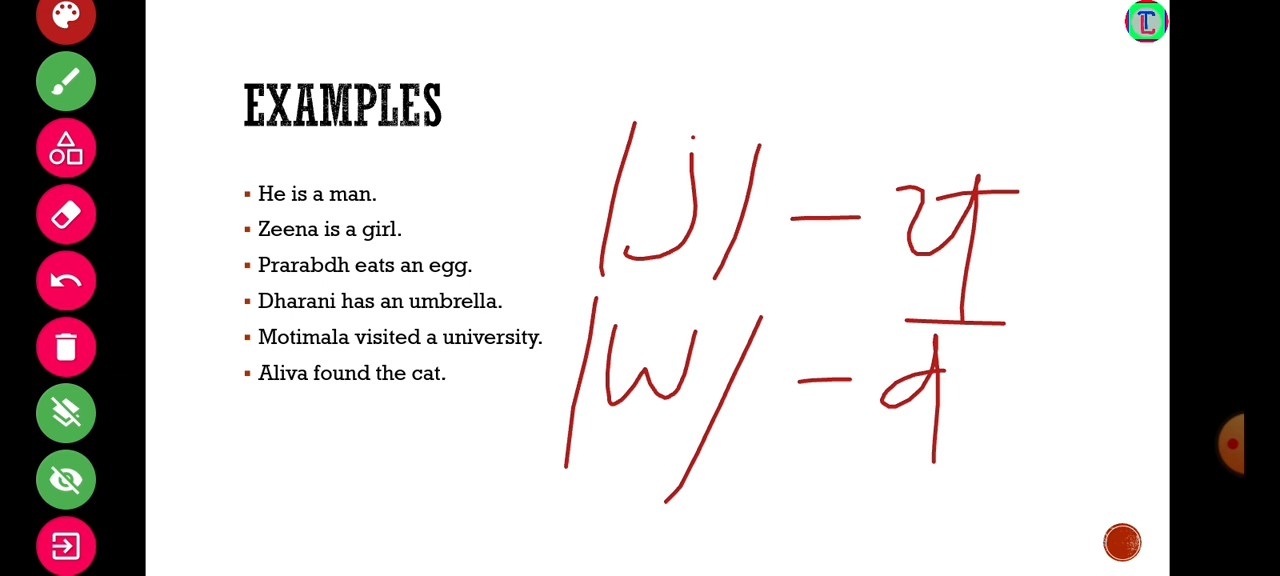 EXAMPLES
▪ He is a man.
▪ Zeena is a girl.
▪ Prarabdh eats an egg.
▪ Dharani has an umbrella.
▪ Motimala visited a university.
▪ Aliva found the cat.
/j/ — य
/w/ — व